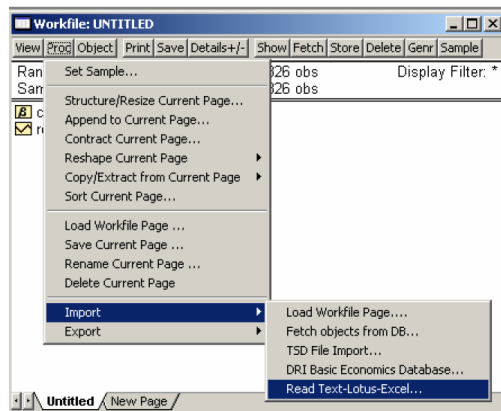 Workfile: UNTITLED
View Proc Object Print Save Details+/- Show Fetch Store Delete Genr Sample
Ran 326 obs Display Filter: *
Sam 326 obs
Set Sample...
Structure/Resize Current Page...
Append to Current Page...
Contract Current Page...
Reshape Current Page
Copy/Extract from Current Page
Sort Current Page...
Load Workfile Page ...
Save Current Page ...
Rename Current Page ...
Delete Current Page
Import
Export
Load Workfile Page....
Fetch objects from DB...
TSD File Import...
DRI Basic Economics Database...
Read Text-Lotus-Excel...
Untitled New Page